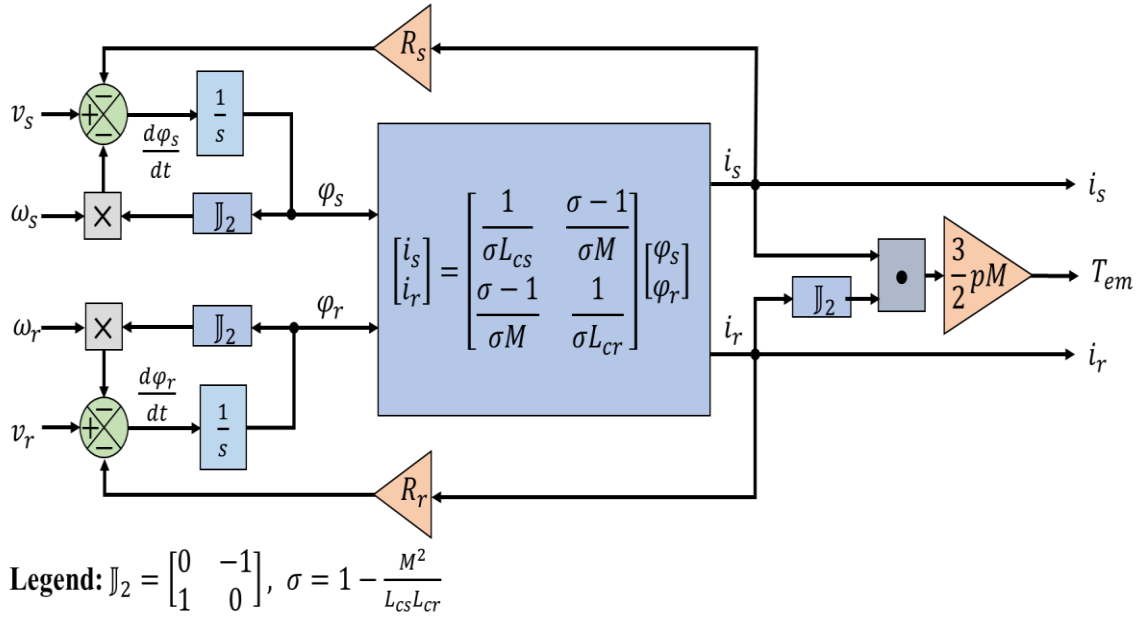 R_s
v_s + − − dφ_s/dt 1/s
ω_s × 𝕁_2 φ_s
[i_s i_r] = [1/(σL_cs) (σ − 1)/(σM) (σ − 1)/(σM) 1/(σL_cr)] [φ_s φ_r]
i_s i_s
• 3/2 pM T_em
𝕁_2
ω_r × 𝕁_2 φ_r
i_r i_r
v_r + − − dφ_r/dt 1/s
R_r
Legend: 𝕁_2 = [0 −1 1 0], σ = 1 − M^2/(L_cs L_cr)